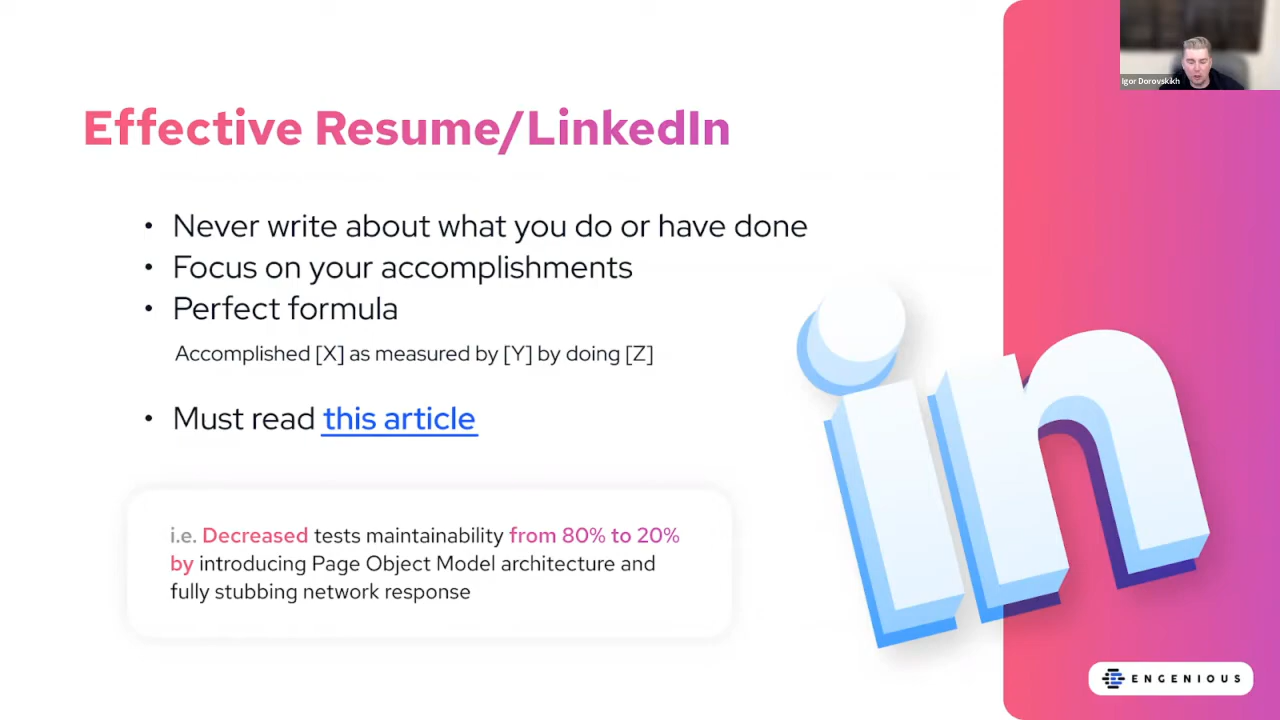 Igor Dorovskikh
Effective Resume/LinkedIn
• Never write about what you do or have done
• Focus on your accomplishments
• Perfect formula
Accomplished [X] as measured by [Y] by doing [Z]
• Must read this article
i.e. Decreased tests maintainability from 80% to 20%
by introducing Page Object Model architecture and
fully stubbing network response
in
ENGENIOUS